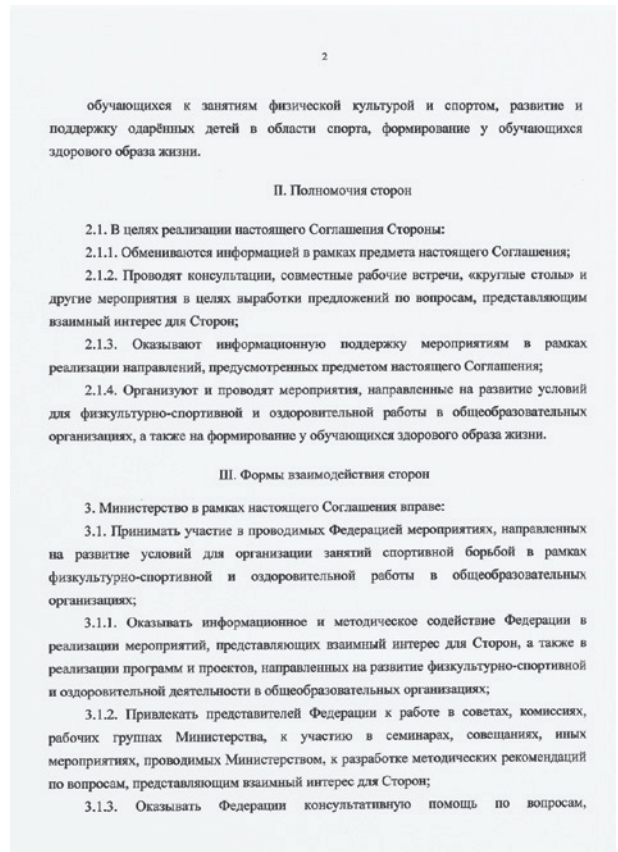 2
обучающихся к занятиям физической культурой и спортом, развитие и
поддержку одарённых детей в области спорта, формирование у обучающихся
здорового образа жизни.
II. Полномочия сторон
2.1. В целях реализации настоящего Соглашения Стороны:
2.1.1. Обмениваются информацией в рамках предмета настоящего Соглашения;
2.1.2. Проводят консультации, совместные рабочие встречи, «круглые столы» и
другие мероприятия в целях выработки предложений по вопросам, представляющим
взаимный интерес для Сторон;
2.1.3. Оказывают информационную поддержку мероприятиям в рамках
реализации направлений, предусмотренных предметом настоящего Соглашения;
2.1.4. Организуют и проводят мероприятия, направленные на развитие условий
для физкультурно-спортивной и оздоровительной работы в общеобразовательных
организациях, а также на формирование у обучающихся здорового образа жизни.
III. Формы взаимодействия сторон
3. Министерство в рамках настоящего Соглашения вправе:
3.1. Принимать участие в проводимых Федерацией мероприятиях, направленных
на развитие условий для организации занятий спортивной борьбой в рамках
физкультурно-спортивной и оздоровительной работы в общеобразовательных
организациях;
3.1.1. Оказывать информационное и методическое содействие Федерации в
реализации мероприятий, представляющих взаимный интерес для Сторон, а также в
реализации программ и проектов, направленных на развитие физкультурно-спортивной
и оздоровительной деятельности в общеобразовательных организациях;
3.1.2. Привлекать представителей Федерации к работе в советах, комиссиях,
рабочих группах Министерства, к участию в семинарах, совещаниях, иных
мероприятиях, проводимых Министерством, к разработке методических рекомендаций
по вопросам, представляющим взаимный интерес для Сторон;
3.1.3. Оказывать Федерации консультативную помощь по вопросам,